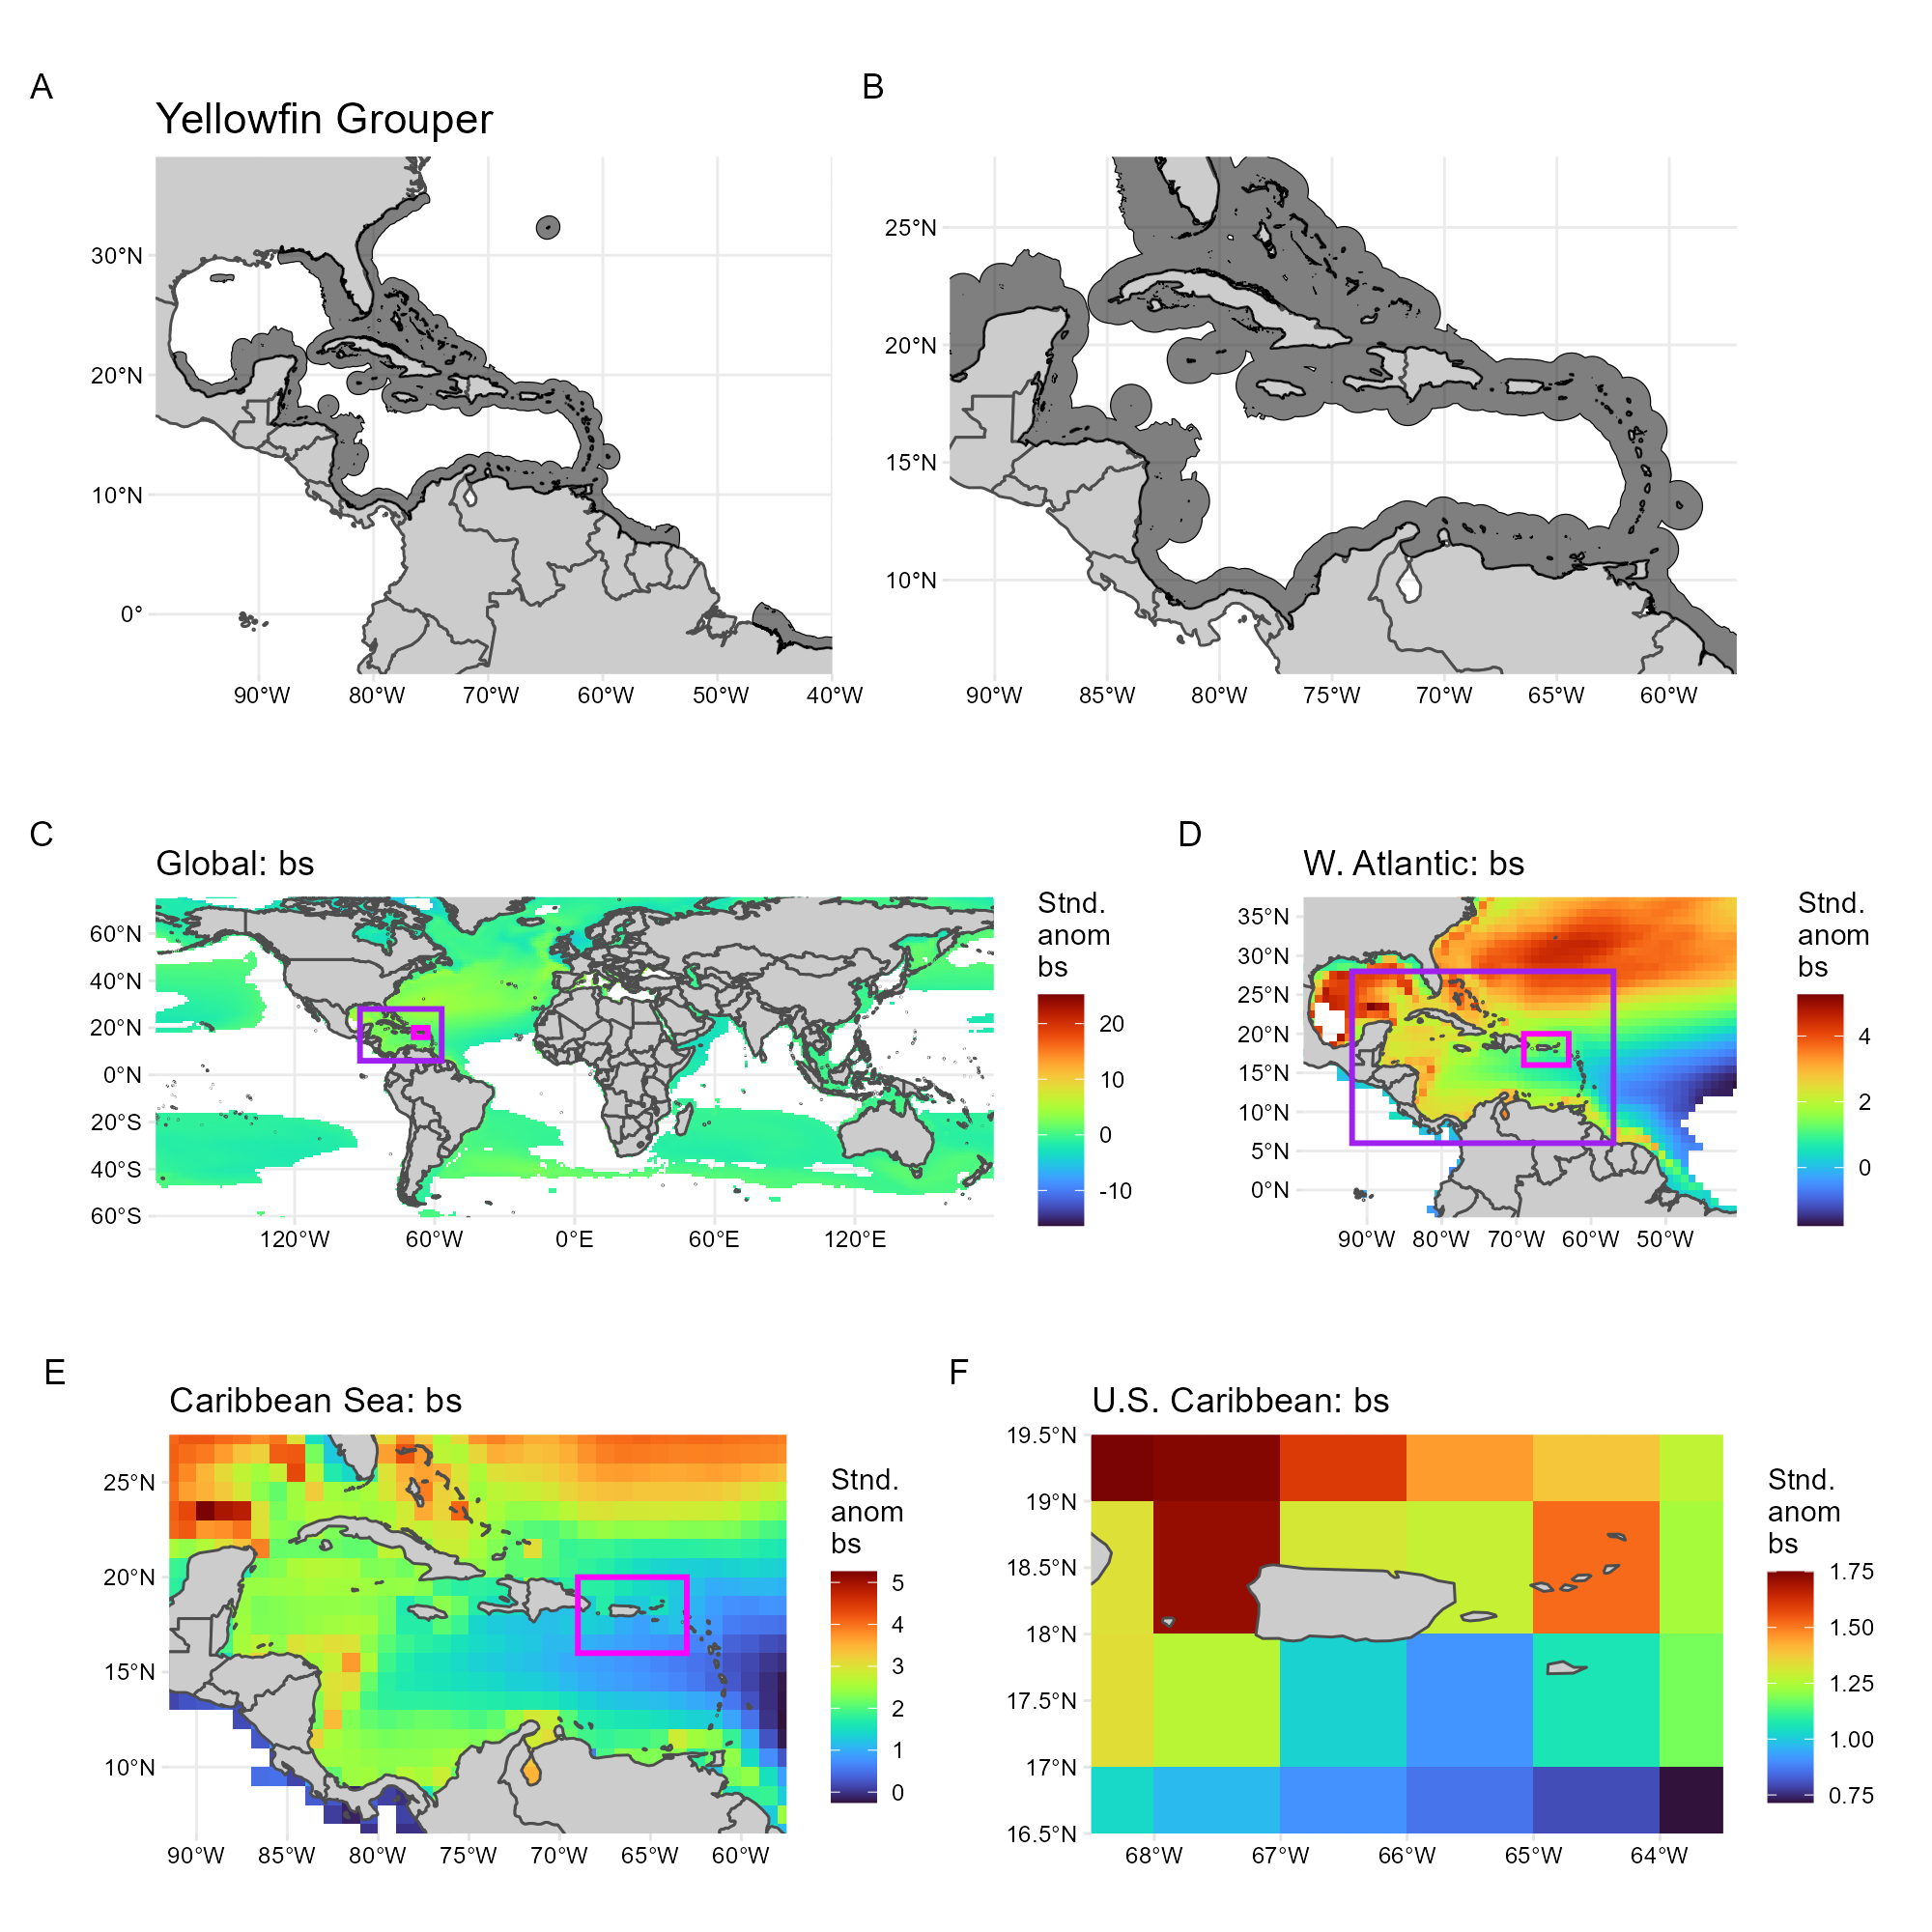 A
B
Yellowfin Grouper
30°N
20°N
10°N
0°
90°W 80°W 70°W 60°W 50°W 40°W
25°N
20°N
15°N
10°N
90°W 85°W 80°W 75°W 70°W 65°W 60°W
C
Global: bs
60°N
40°N
20°N
0°N
20°S
40°S
60°S
120°W 60°W 0°E 60°E 120°E
Stnd.
anom
bs
20
10
0
-10
D
W. Atlantic: bs
35°N
30°N
25°N
20°N
15°N
10°N
5°N
0°N
90°W 80°W 70°W 60°W 50°W
Stnd.
anom
bs
4
2
0
E
Caribbean Sea: bs
25°N
20°N
15°N
10°N
90°W 85°W 80°W 75°W 70°W 65°W 60°W
Stnd.
anom
bs
5
4
3
2
1
0
F
U.S. Caribbean: bs
19.5°N
19°N
18.5°N
18°N
17.5°N
17°N
16.5°N
68°W 67°W 66°W 65°W 64°W
Stnd.
anom
bs
1.75
1.50
1.25
1.00
0.75